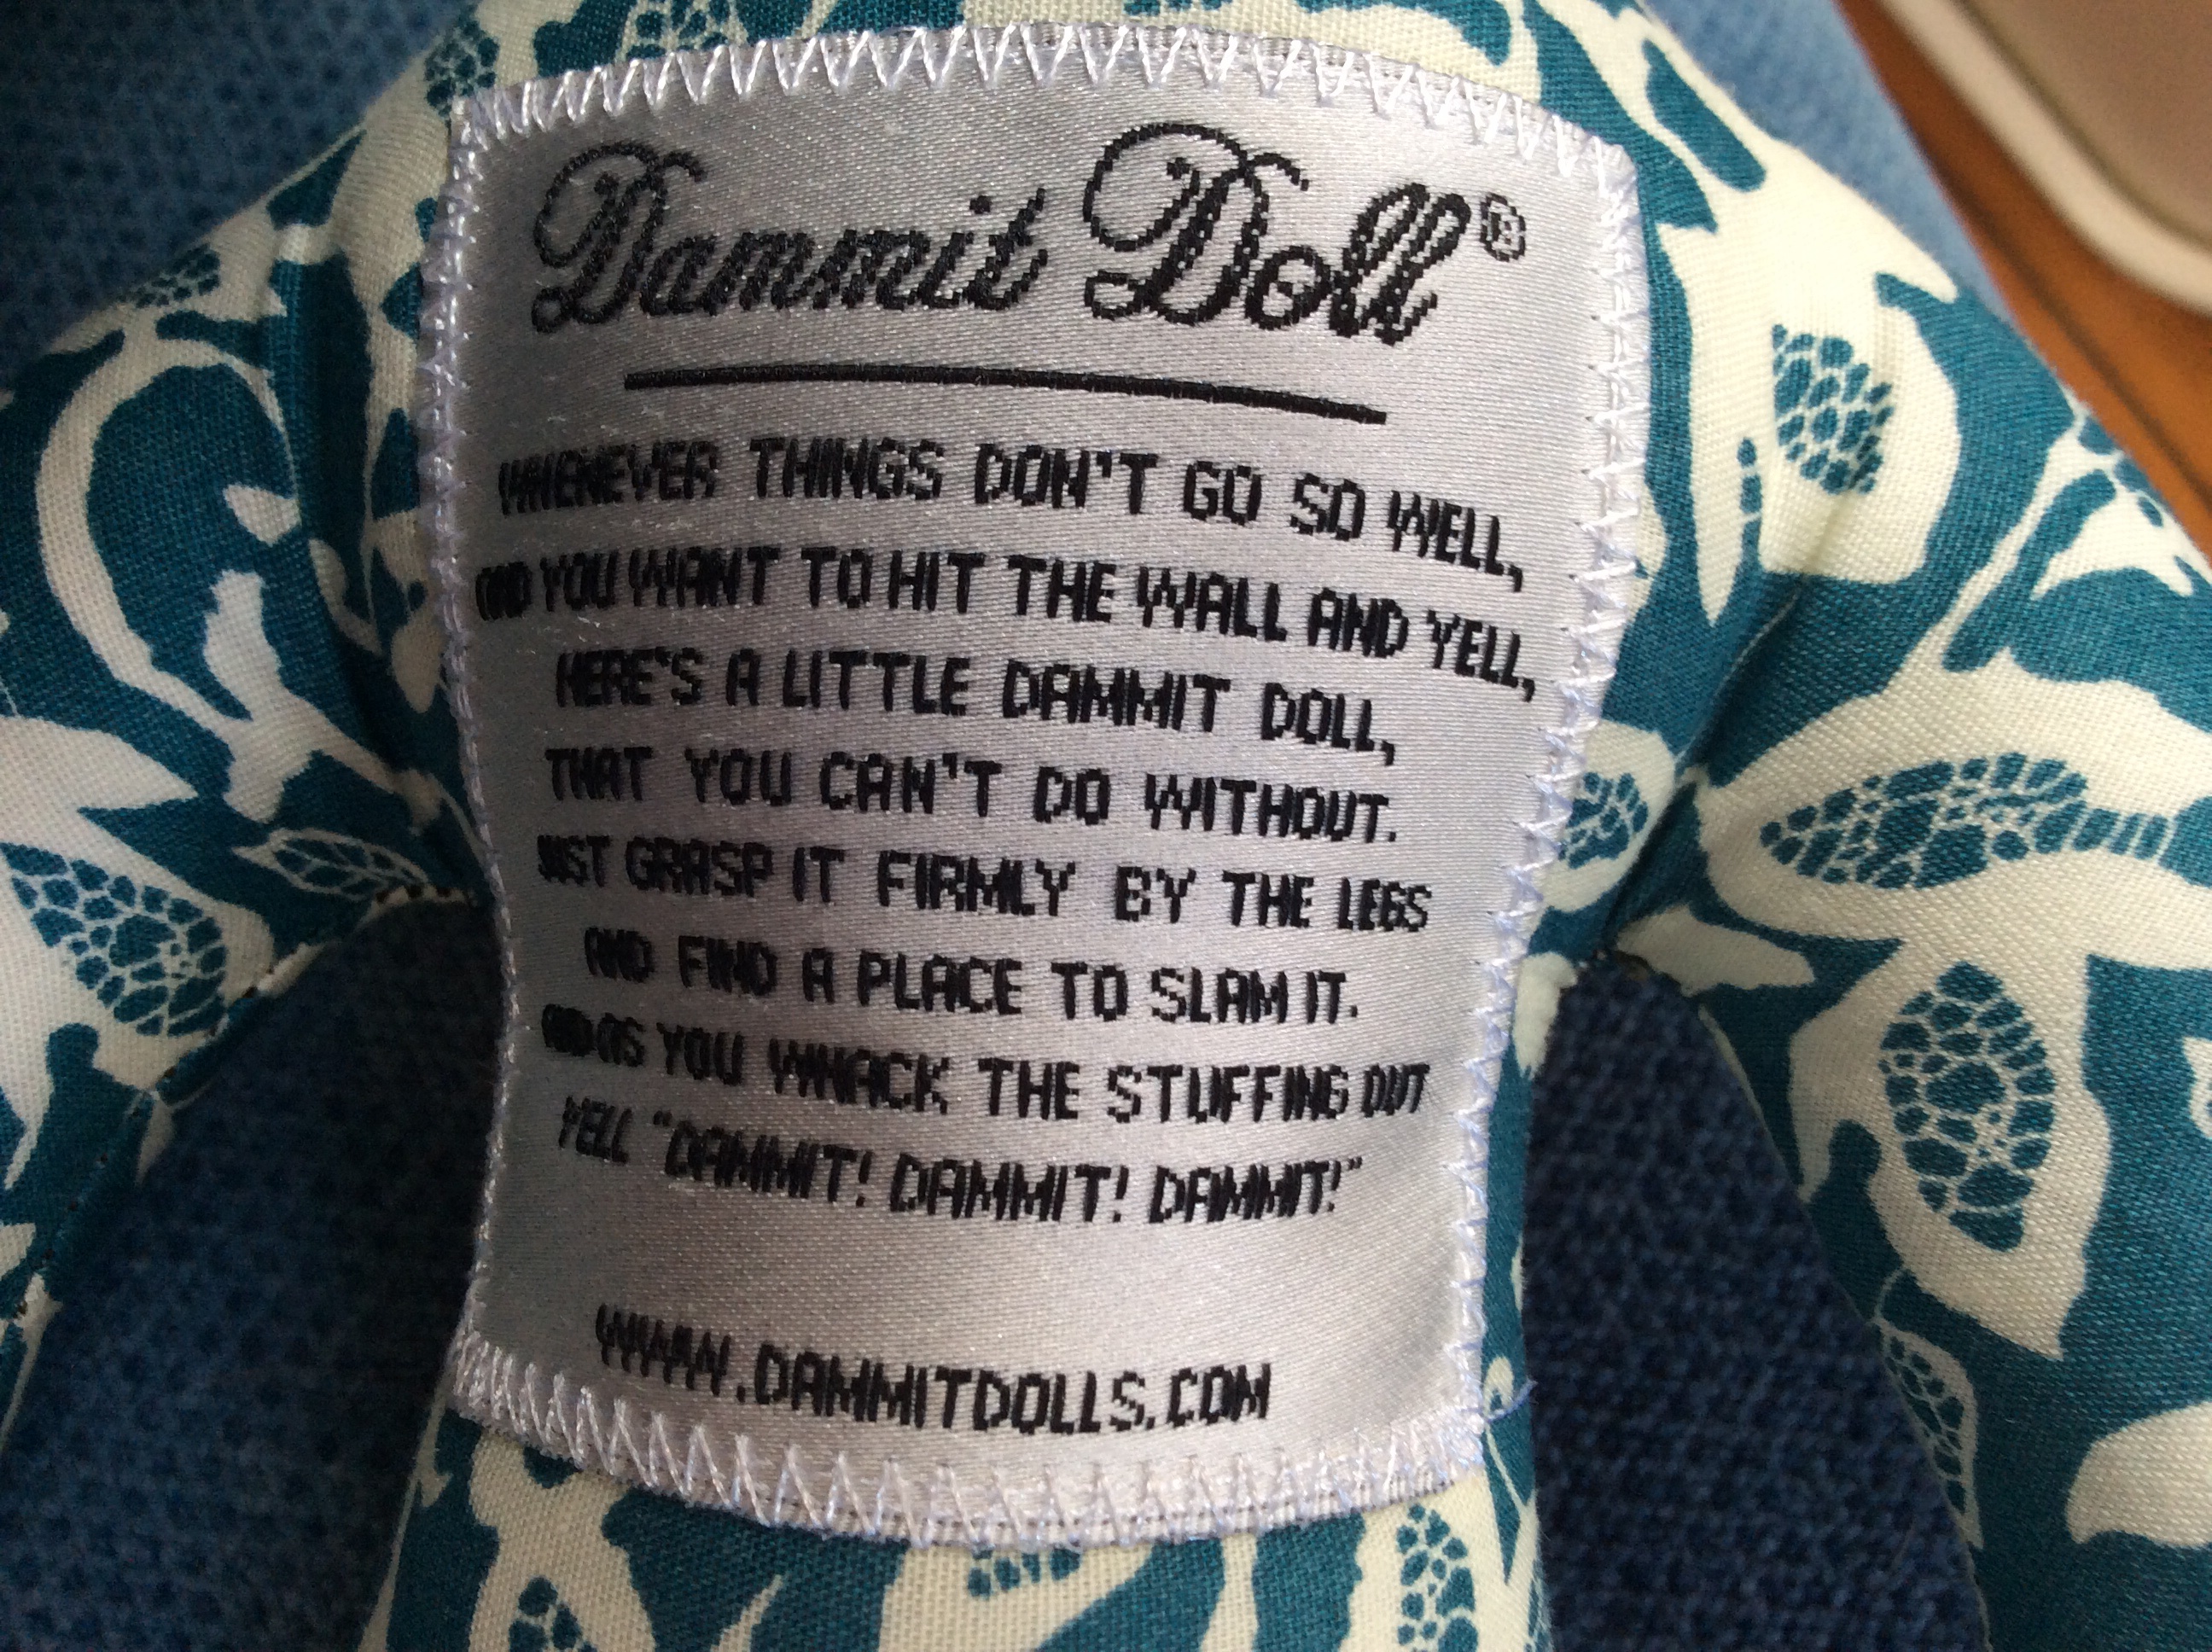 Dammit Doll®
WHENEVER THINGS DON'T GO SO WELL,
AND YOU WANT TO HIT THE WALL AND YELL,
HERE'S A LITTLE DAMMIT DOLL,
THAT YOU CAN'T DO WITHOUT.
JUST GRASP IT FIRMLY BY THE LEGS
AND FIND A PLACE TO SLAM IT.
AND AS YOU WHACK THE STUFFING OUT
YELL "DAMMIT! DAMMIT! DAMMIT!"
WWW.DAMMITDOLLS.COM